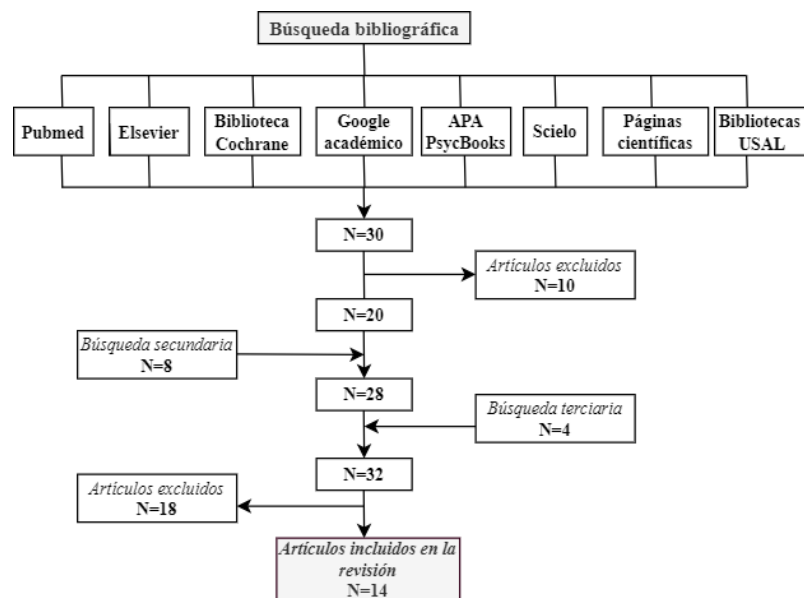 Búsqueda bibliográfica
Pubmed
Elsevier
Biblioteca
Cochrane
Google
académico
APA
PsycBooks
Scielo
Páginas
científicas
Bibliotecas
USAL
N=30
Artículos excluidos
N=10
N=20
Búsqueda secundaria
N=8
N=28
Búsqueda terciaria
N=4
N=32
Artículos excluidos
N=18
Artículos incluidos en la
revisión
N=14